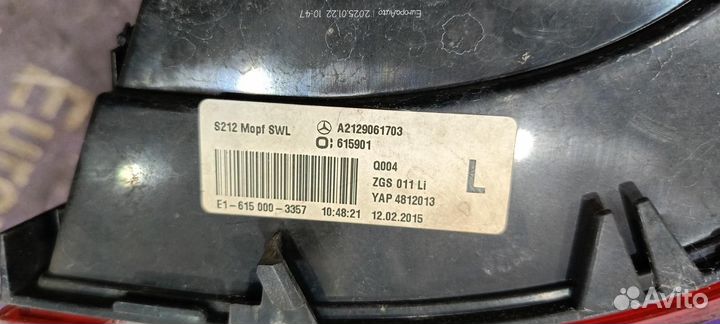 EuropeAuto | 2025.01.22 10:47
S212 Mopf SWL A2129061703
615901
Q004
ZGS 011 Li
YAP 4812013
L
E1-615 000-3357 10:48:21 12.02.2015
Avito